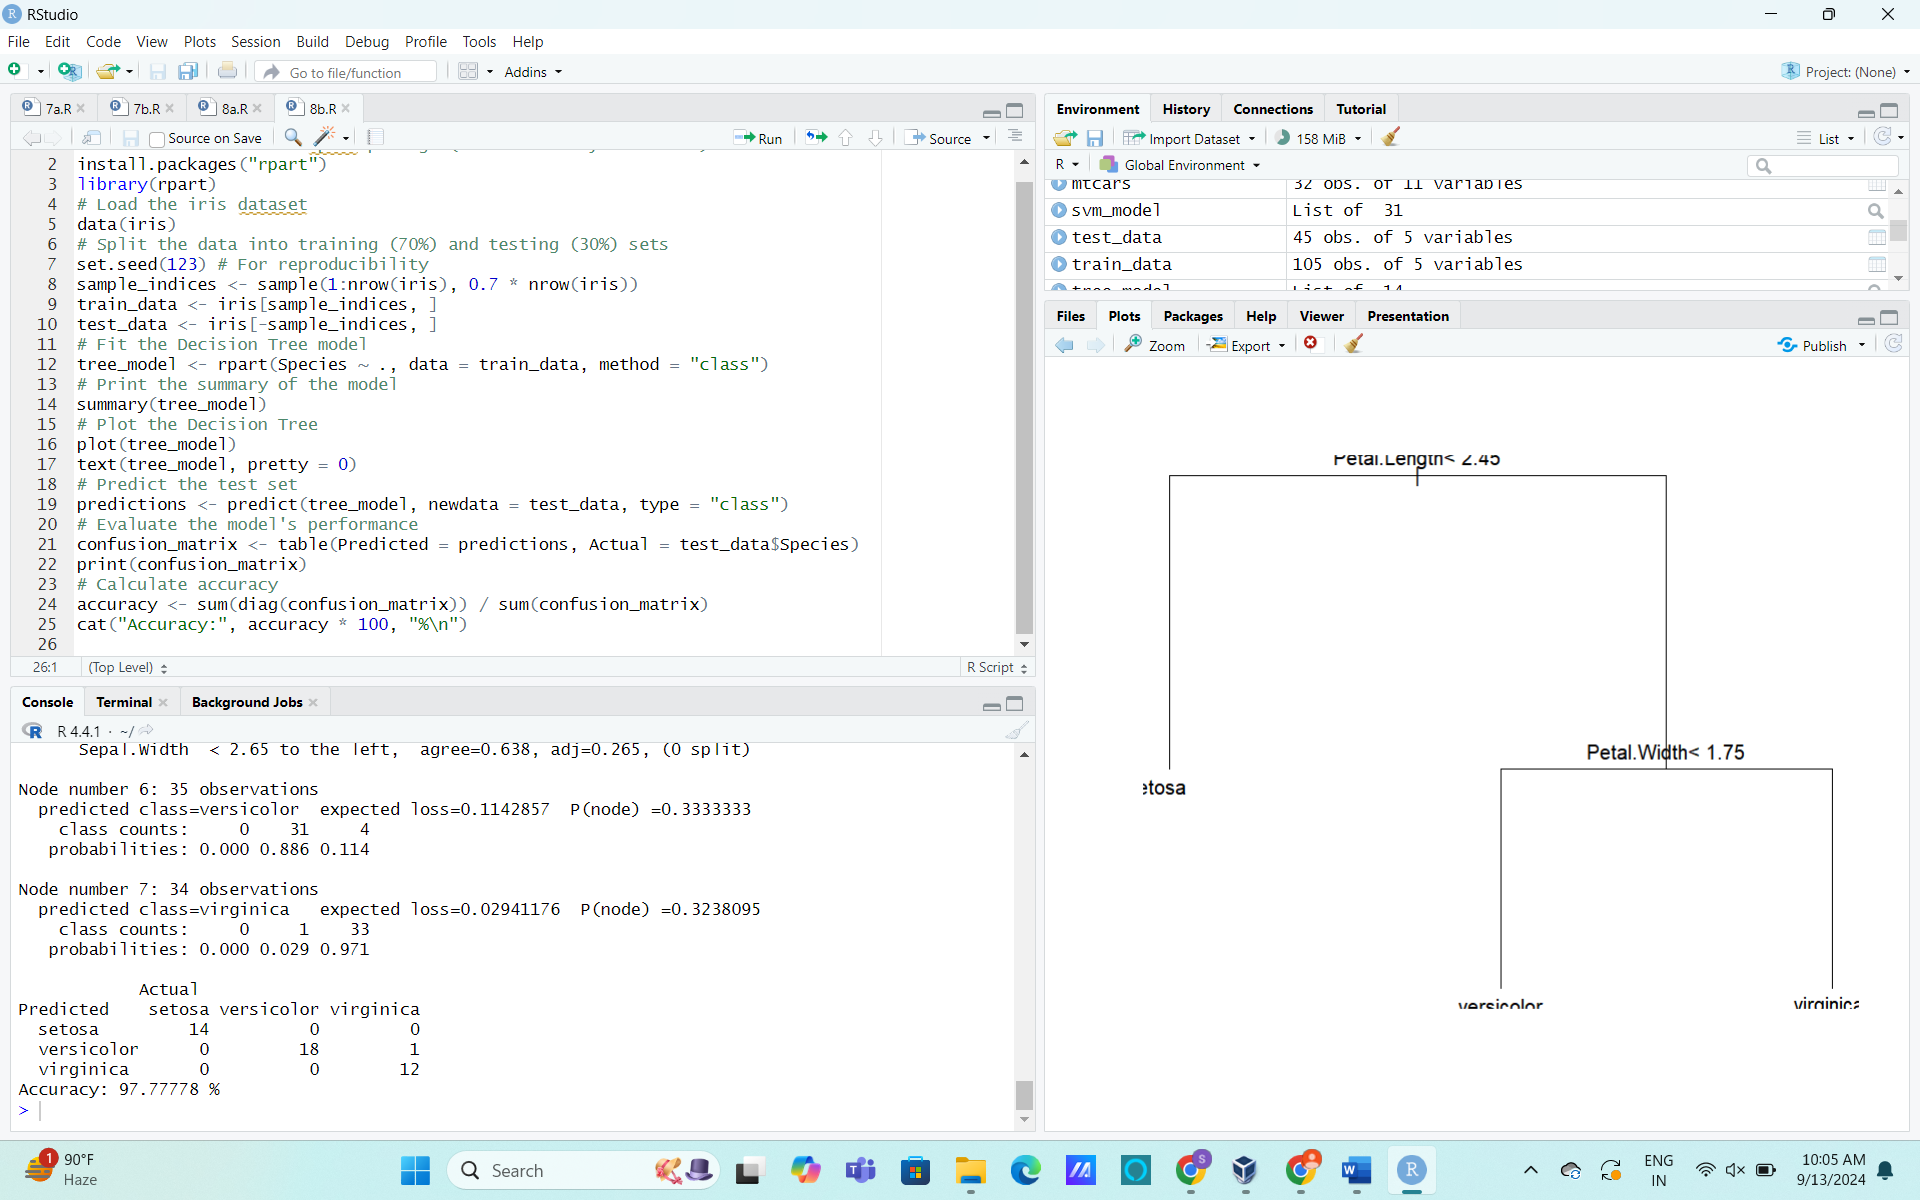 RStudio
File Edit Code View Plots Session Build Debug Profile Tools Help
Go to file/function Addins Project: (None)
7a.R 7b.R 8a.R 8b.R
Source on Save Run Source
2 install.packages("rpart")
3 library(rpart)
4 # Load the iris dataset
5 data(iris)
6 # Split the data into training (70%) and testing (30%) sets
7 set.seed(123) # For reproducibility
8 sample_indices <- sample(1:nrow(iris), 0.7 * nrow(iris))
9 train_data <- iris[sample_indices, ]
10 test_data <- iris[-sample_indices, ]
11 # Fit the Decision Tree model
12 tree_model <- rpart(Species ~ ., data = train_data, method = "class")
13 # Print the summary of the model
14 summary(tree_model)
15 # Plot the Decision Tree
16 plot(tree_model)
17 text(tree_model, pretty = 0)
18 # Predict the test set
19 predictions <- predict(tree_model, newdata = test_data, type = "class")
20 # Evaluate the model's performance
21 confusion_matrix <- table(Predicted = predictions, Actual = test_data$Species)
22 print(confusion_matrix)
23 # Calculate accuracy
24 accuracy <- sum(diag(confusion_matrix)) / sum(confusion_matrix)
25 cat("Accuracy:", accuracy * 100, "%\n")
26
26:1 (Top Level) R Script
Console Terminal Background Jobs
R 4.4.1 · ~/
Sepal.Width < 2.65 to the left, agree=0.638, adj=0.265, (0 split)
Node number 6: 35 observations
predicted class=versicolor expected loss=0.1142857 P(node) =0.3333333
class counts: 0 31 4
probabilities: 0.000 0.886 0.114
Node number 7: 34 observations
predicted class=virginica expected loss=0.02941176 P(node) =0.3238095
class counts: 0 1 33
probabilities: 0.000 0.029 0.971
Actual
Predicted setosa versicolor virginica
setosa 14 0 0
versicolor 0 18 1
virginica 0 0 12
Accuracy: 97.77778 %
>
Environment History Connections Tutorial
Import Dataset 158 MiB List
R Global Environment
mtcars 32 obs. of 11 variables
svm_model List of 31
test_data 45 obs. of 5 variables
train_data 105 obs. of 5 variables
tree_model List of 14
Files Plots Packages Help Viewer Presentation
Zoom Export Publish
Petal.Length< 2.45
Petal.Width< 1.75
etosa
versicolor
virginica
1
90°F
Haze
Search
S
ENG
IN
10:05 AM
9/13/2024